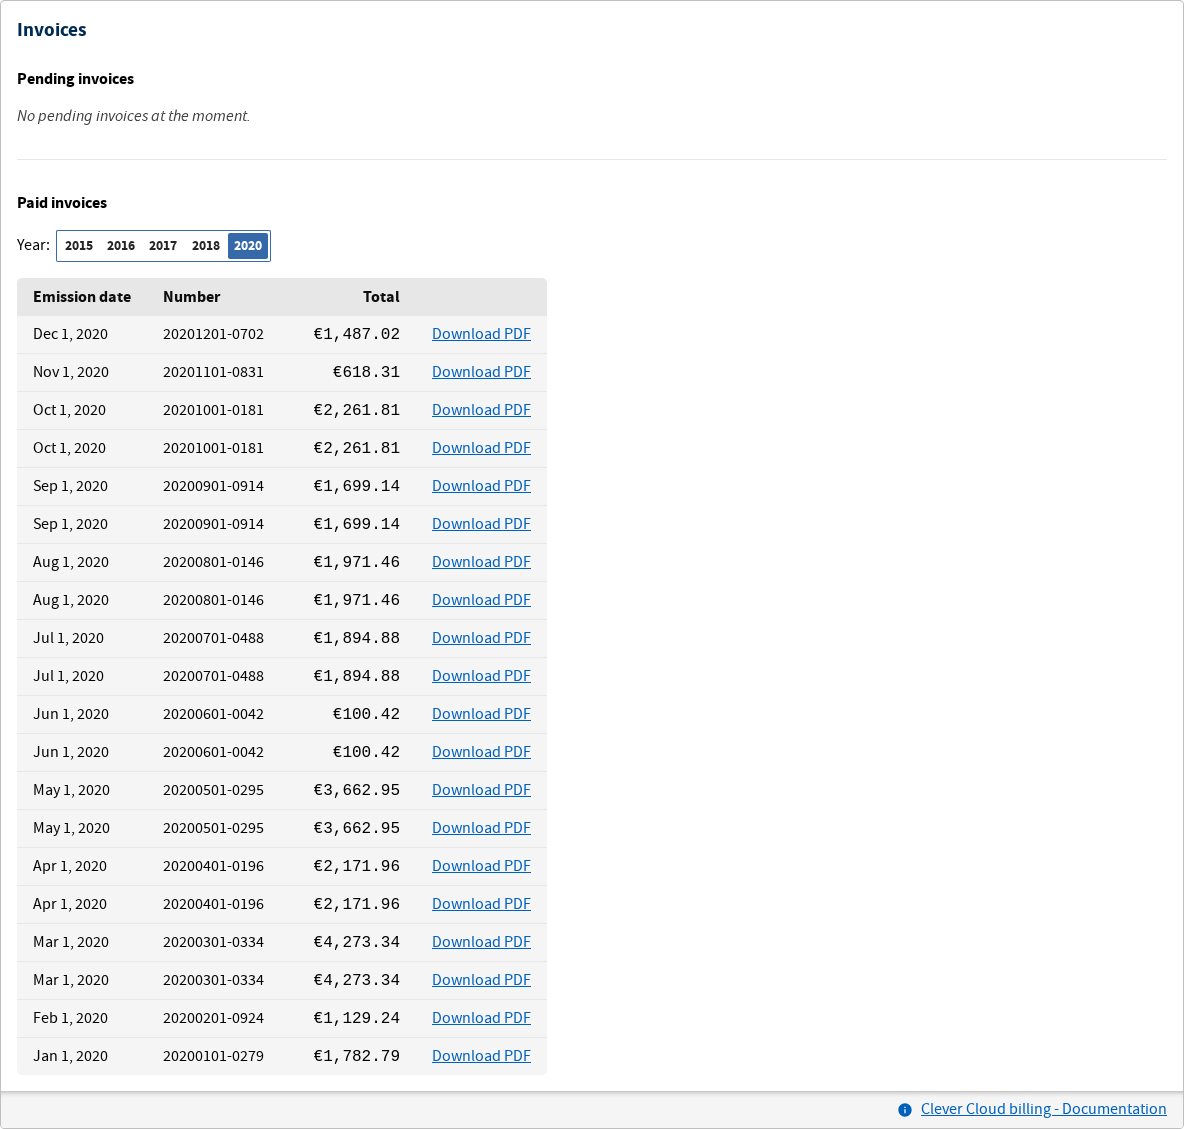 Invoices
Pending invoices
No pending invoices at the moment.
Paid invoices
Year: 2015 2016 2017 2018 2020
Emission date Number Total
Dec 1, 2020 20201201-0702 €1,487.02 Download PDF
Nov 1, 2020 20201101-0831 €618.31 Download PDF
Oct 1, 2020 20201001-0181 €2,261.81 Download PDF
Oct 1, 2020 20201001-0181 €2,261.81 Download PDF
Sep 1, 2020 20200901-0914 €1,699.14 Download PDF
Sep 1, 2020 20200901-0914 €1,699.14 Download PDF
Aug 1, 2020 20200801-0146 €1,971.46 Download PDF
Aug 1, 2020 20200801-0146 €1,971.46 Download PDF
Jul 1, 2020 20200701-0488 €1,894.88 Download PDF
Jul 1, 2020 20200701-0488 €1,894.88 Download PDF
Jun 1, 2020 20200601-0042 €100.42 Download PDF
Jun 1, 2020 20200601-0042 €100.42 Download PDF
May 1, 2020 20200501-0295 €3,662.95 Download PDF
May 1, 2020 20200501-0295 €3,662.95 Download PDF
Apr 1, 2020 20200401-0196 €2,171.96 Download PDF
Apr 1, 2020 20200401-0196 €2,171.96 Download PDF
Mar 1, 2020 20200301-0334 €4,273.34 Download PDF
Mar 1, 2020 20200301-0334 €4,273.34 Download PDF
Feb 1, 2020 20200201-0924 €1,129.24 Download PDF
Jan 1, 2020 20200101-0279 €1,782.79 Download PDF
Clever Cloud billing - Documentation